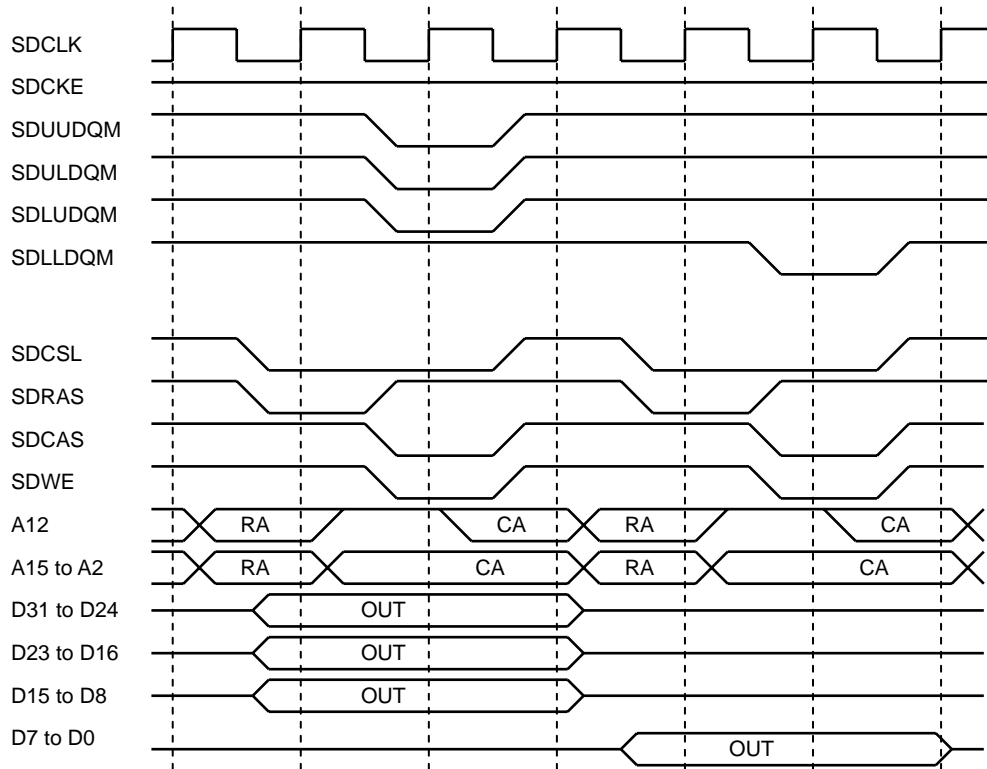 SDCLK
SDCKE
SDUUDQM
SDULDQM
SDLUDQM
SDLLDQM
SDCSL
SDRAS
SDCAS
SDWE
A12 RA CA RA CA
A15 to A2 RA CA RA CA
D31 to D24 OUT
D23 to D16 OUT
D15 to D8 OUT
D7 to D0 OUT